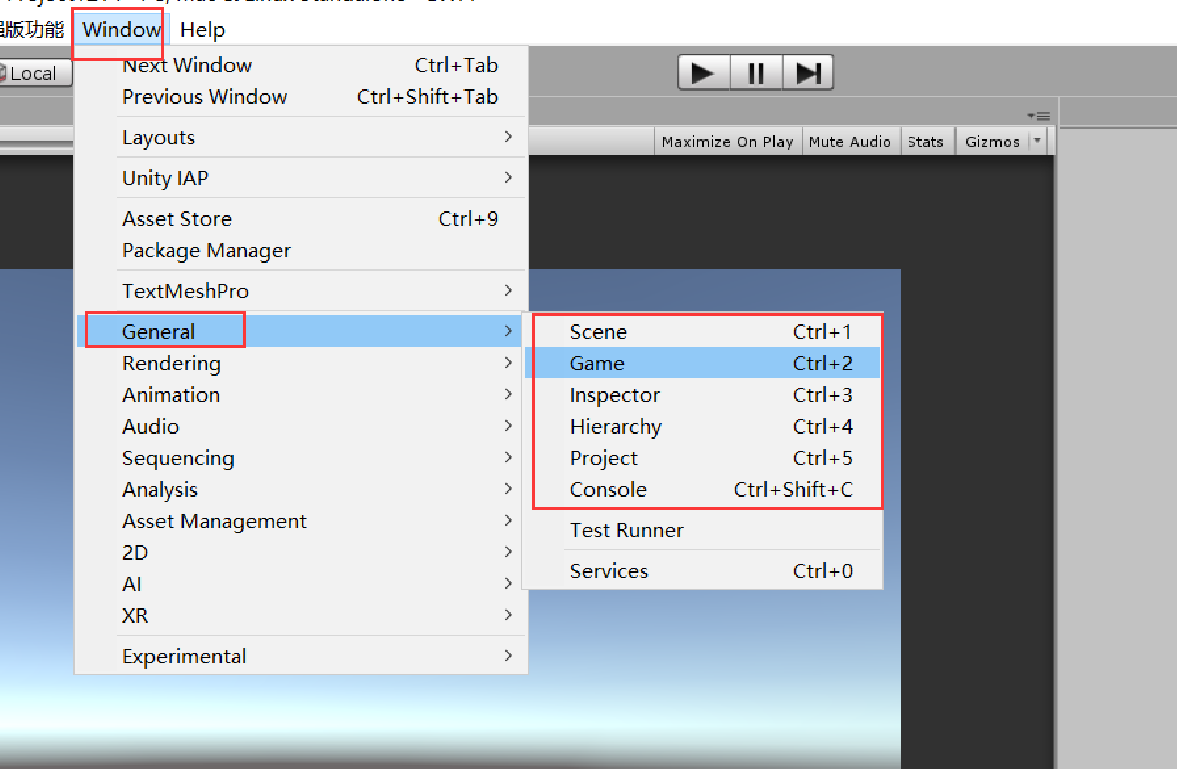 版功能 Window Help
Local
Next Window Ctrl+Tab
Previous Window Ctrl+Shift+Tab
Layouts
Maximize On Play Mute Audio Stats Gizmos
Unity IAP
Asset Store Ctrl+9
Package Manager
TextMeshPro
General
Rendering
Animation
Audio
Sequencing
Analysis
Asset Management
2D
AI
XR
Experimental
Scene Ctrl+1
Game Ctrl+2
Inspector Ctrl+3
Hierarchy Ctrl+4
Project Ctrl+5
Console Ctrl+Shift+C
Test Runner
Services Ctrl+0